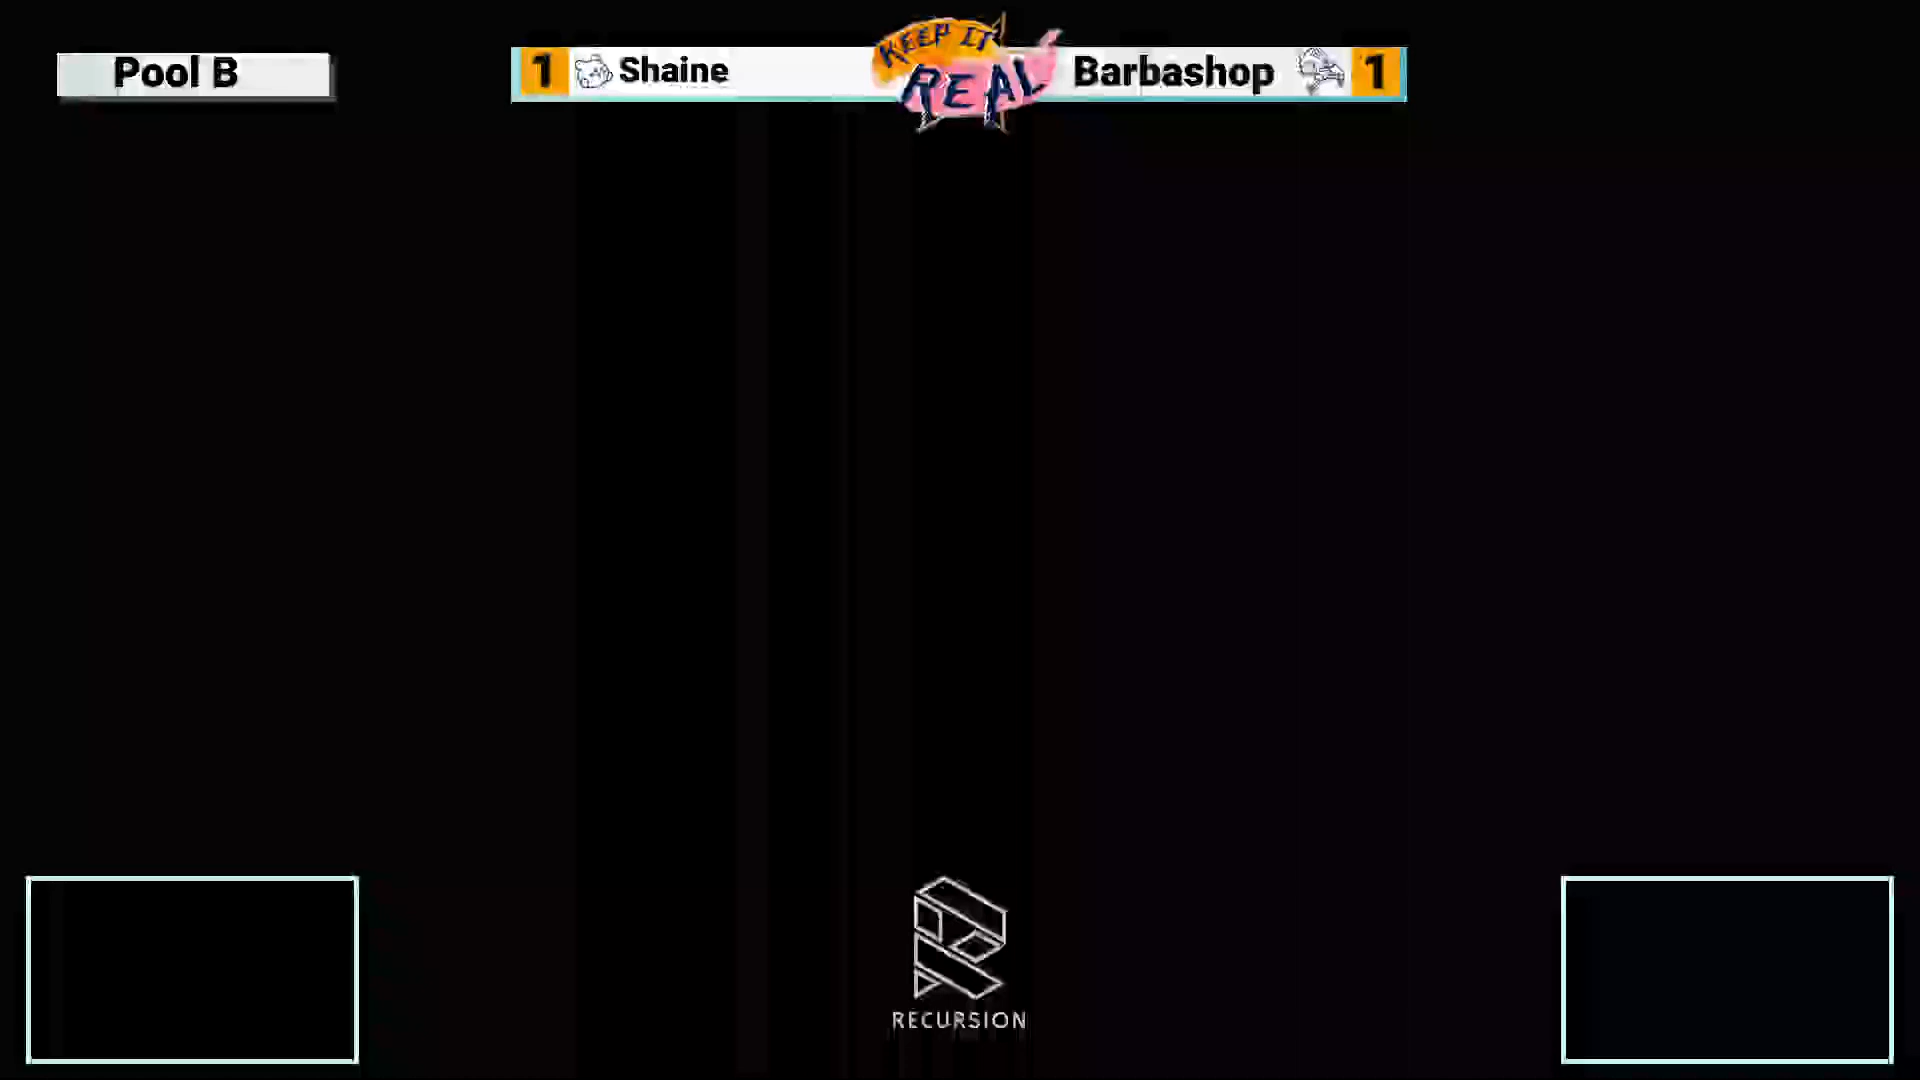 Pool B
1 Shaine
KEEP IT
REAL
Barbashop 1
RECURSION